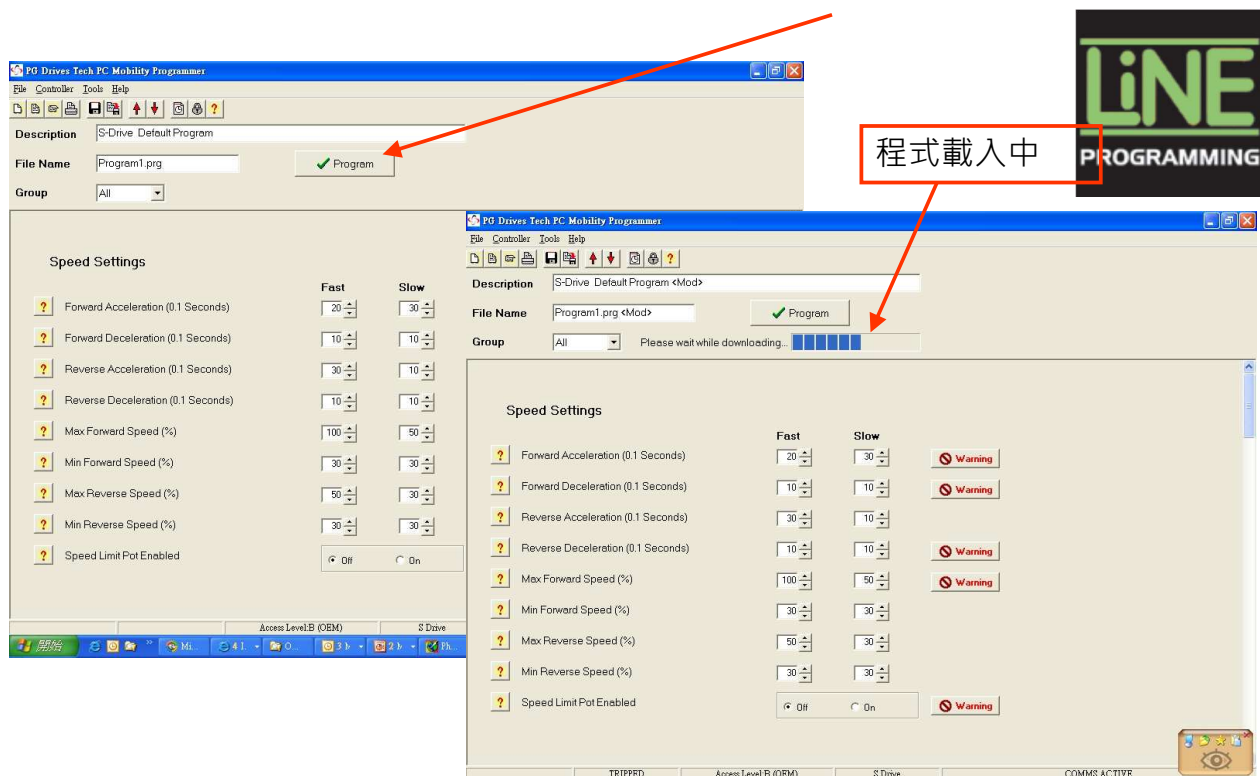 LiNE
PROGRAMMING
程式載入中
PG Drives Tech PC Mobility Programmer
File Controller Tools Help
Description S-Drive Default Program
File Name Program1.prg Program
Group All
Speed Settings
Fast Slow
? Forward Acceleration (0.1 Seconds) 20 30
? Forward Deceleration (0.1 Seconds) 10 10
? Reverse Acceleration (0.1 Seconds) 30 10
? Reverse Deceleration (0.1 Seconds) 10 10
? Max Forward Speed (%) 100 50
? Min Forward Speed (%) 30 30
? Max Reverse Speed (%) 50 30
? Min Reverse Speed (%) 30 30
? Speed Limit Pot Enabled Off On
Access Level:B (OEM) S Drive
開始 Mi... 4 I. O... 3 2 Ph...
PG Drives Tech PC Mobility Programmer
File Controller Tools Help
Description S-Drive Default Program <Mod>
File Name Program1.prg <Mod> Program
Group All Please wait while downloading...
Speed Settings
Fast Slow
? Forward Acceleration (0.1 Seconds) 20 30 Warning
? Forward Deceleration (0.1 Seconds) 10 10 Warning
? Reverse Acceleration (0.1 Seconds) 30 10
? Reverse Deceleration (0.1 Seconds) 10 10 Warning
? Max Forward Speed (%) 100 50 Warning
? Min Forward Speed (%) 30 30
? Max Reverse Speed (%) 50 30
? Min Reverse Speed (%) 30 30
? Speed Limit Pot Enabled Off On Warning
TRIPPED Access Level:B (OEM) S Drive COMMS ACTIVE